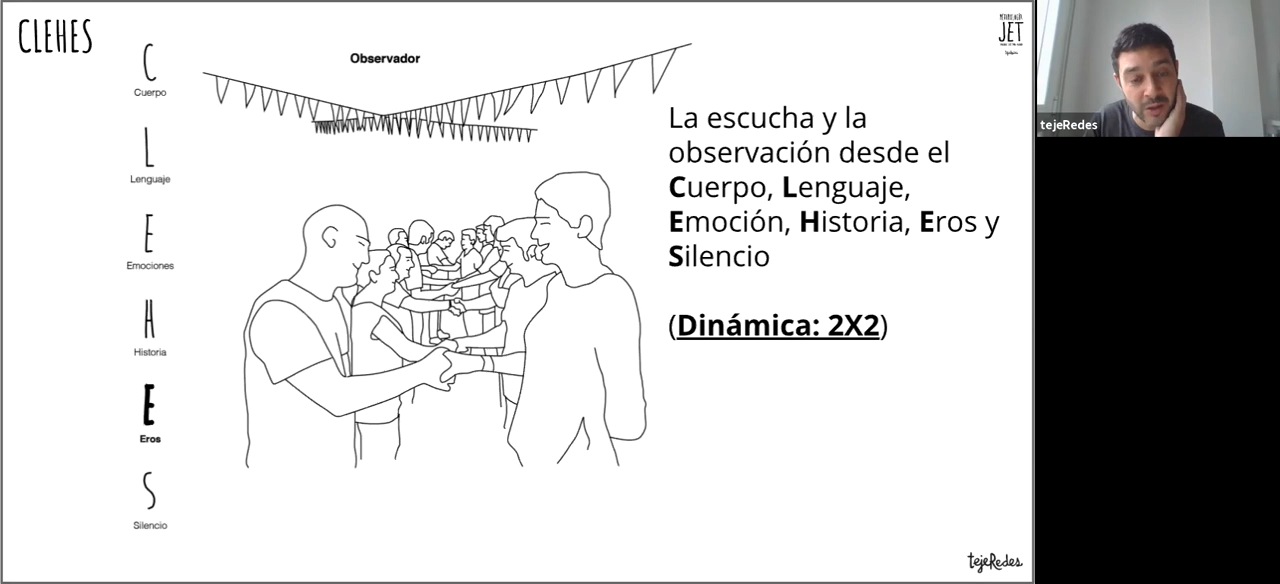 CLEHES
C
Cuerpo
L
Lenguaje
E
Emociones
H
Historia
E
Eros
S
Silencio
Observador
La escucha y la
observación desde el
Cuerpo, Lenguaje,
Emoción, Historia, Eros y
Silencio
(Dinámica: 2X2)
JET
tejeRedes
tejeRedes